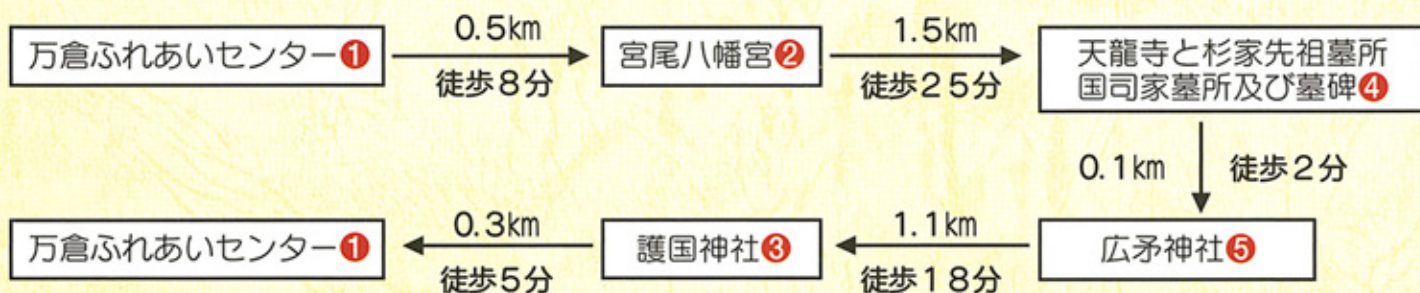 万倉ふれあいセンター❶
0.5km
徒歩8分
宮尾八幡宮❷
1.5km
徒歩25分
天龍寺と杉家先祖墓所
国司家墓所及び墓碑❹
0.1km
徒歩2分
広矛神社❺
1.1km
徒歩18分
護国神社❸
0.3km
徒歩5分
万倉ふれあいセンター❶